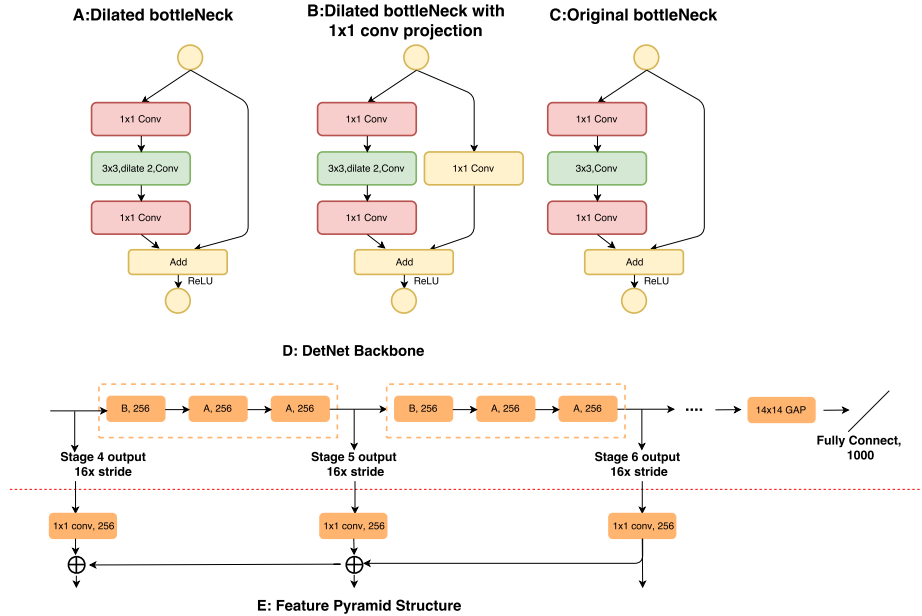 A:Dilated bottleNeck
B:Dilated bottleNeck with
1x1 conv projection
C:Original bottleNeck
1x1 Conv
3x3,dilate 2,Conv
1x1 Conv
Add
ReLU
1x1 Conv
3x3,dilate 2,Conv
1x1 Conv
1x1 Conv
Add
ReLU
1x1 Conv
3x3,Conv
1x1 Conv
Add
ReLU
D: DetNet Backbone
B, 256
A, 256
A, 256
B, 256
A, 256
A, 256
....
14x14 GAP
Fully Connect,
1000
Stage 4 output
16x stride
Stage 5 output
16x stride
Stage 6 output
16x stride
1x1 conv, 256
1x1 conv, 256
1x1 conv, 256
E: Feature Pyramid Structure